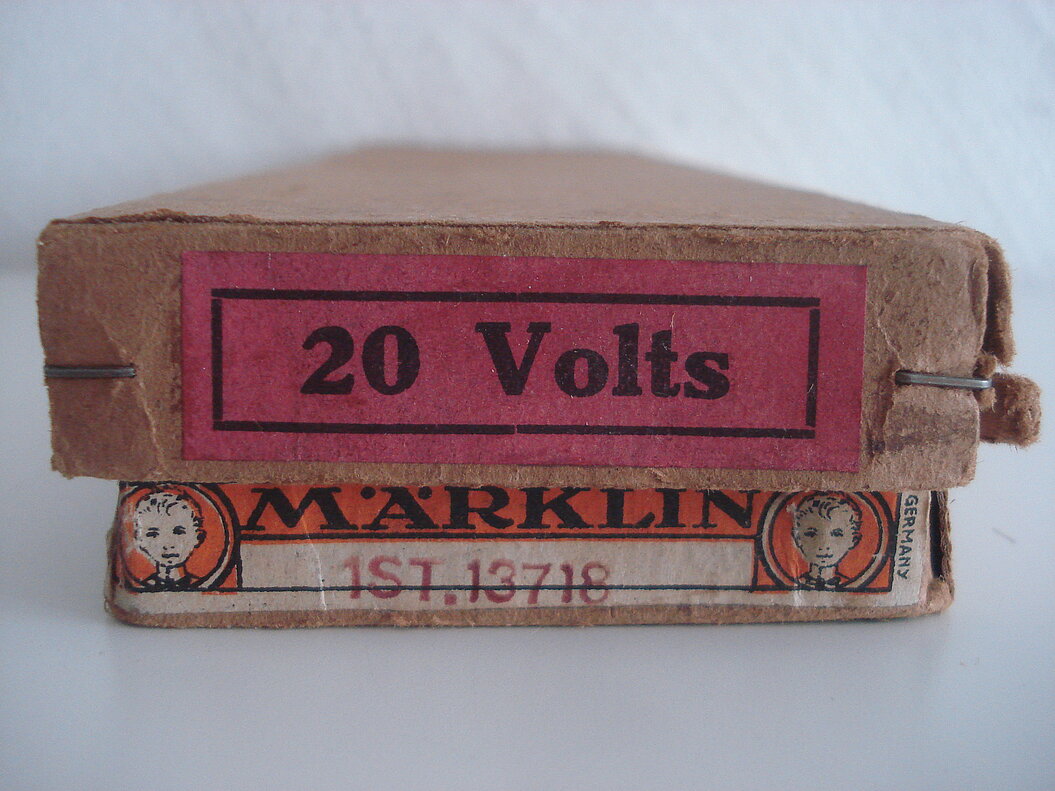 20 Volts
MÄRKLIN
GERMANY
1ST.13718